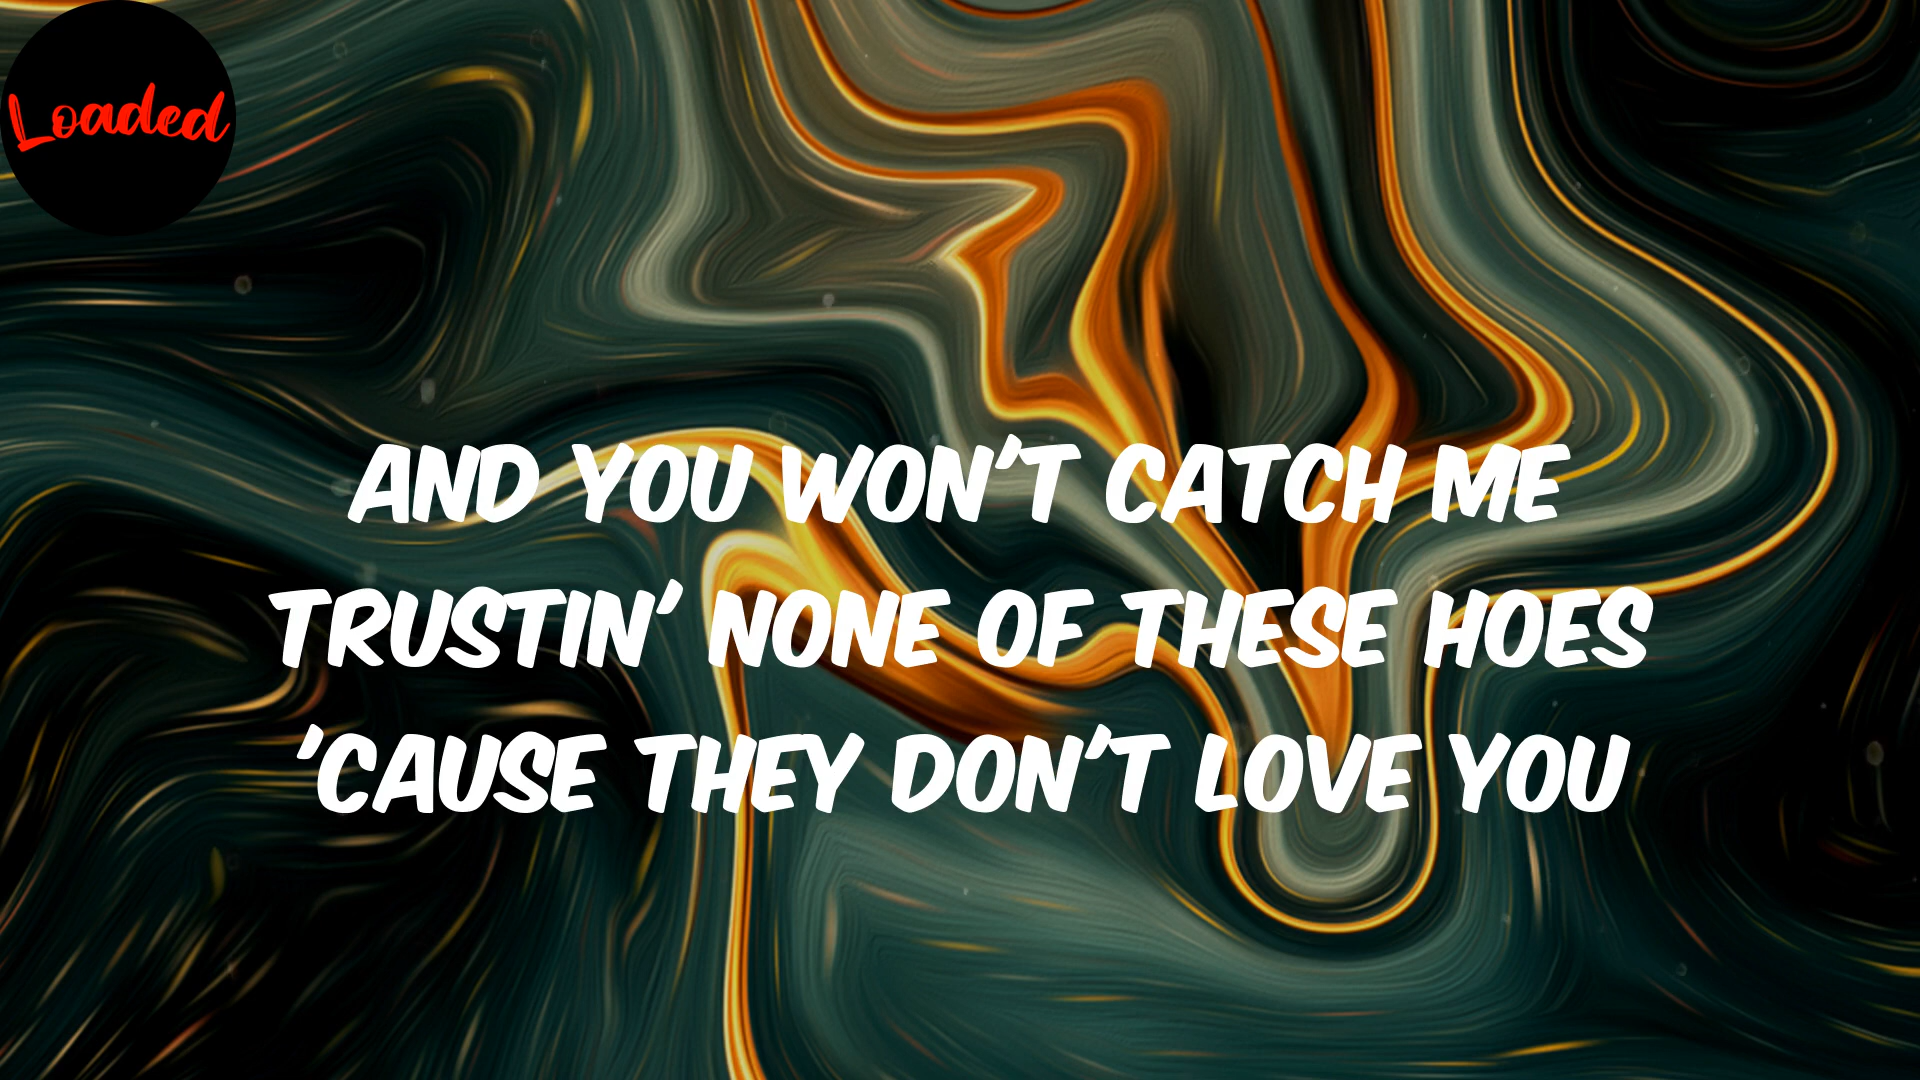 Loaded
AND YOU WON'T CATCH ME
TRUSTIN' NONE OF THESE HOES
'CAUSE THEY DON'T LOVE YOU